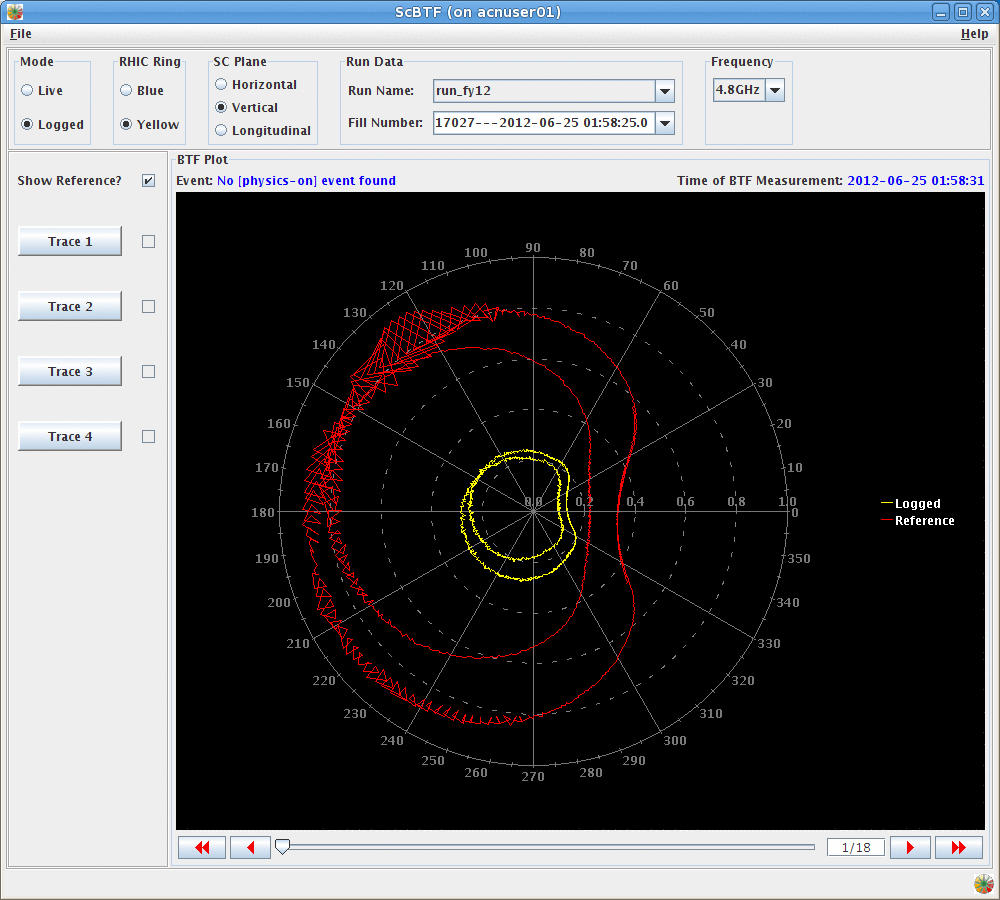 ScBTF (on acnuser01)
File Help
Mode RHIC Ring SC Plane Run Data Frequency
Live Blue Horizontal Run Name: run_fy12 4.8GHz
Vertical
Logged Yellow Longitudinal Fill Number: 17027---2012-06-25 01:58:25.0
BTF Plot
Show Reference? Event: No [physics-on] event found Time of BTF Measurement: 2012-06-25 01:58:31
Trace 1
Trace 2
Trace 3
Trace 4
90
100 80
110 70
120 60
130 50
140 40
150 30
160 20
170 10
180 0.0 0.2 0.4 0.6 0.8 1.0 0
190 350
200 340
210 330
220 320
230 310
240 300
250 290
260 280
270
Logged
Reference
1/18